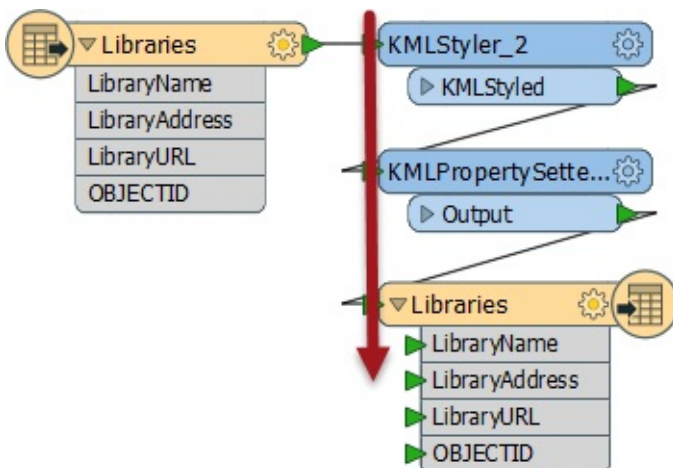 Libraries
LibraryName
LibraryAddress
LibraryURL
OBJECTID
KMLStyler_2
KMLStyled
KMLPropertySette...
Output
Libraries
LibraryName
LibraryAddress
LibraryURL
OBJECTID